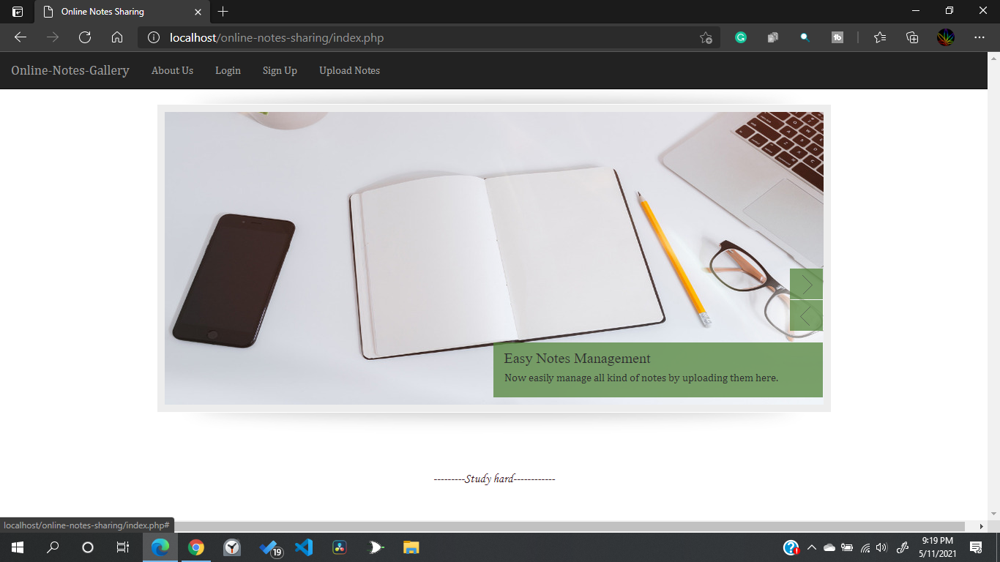 Online Notes Sharing
localhost/online-notes-sharing/index.php
Online-Notes-Gallery About Us Login Sign Up Upload Notes
Easy Notes Management
Now easily manage all kind of notes by uploading them here.
---------Study hard------------
localhost/online-notes-sharing/index.php#
19
9:19 PM
5/11/2021